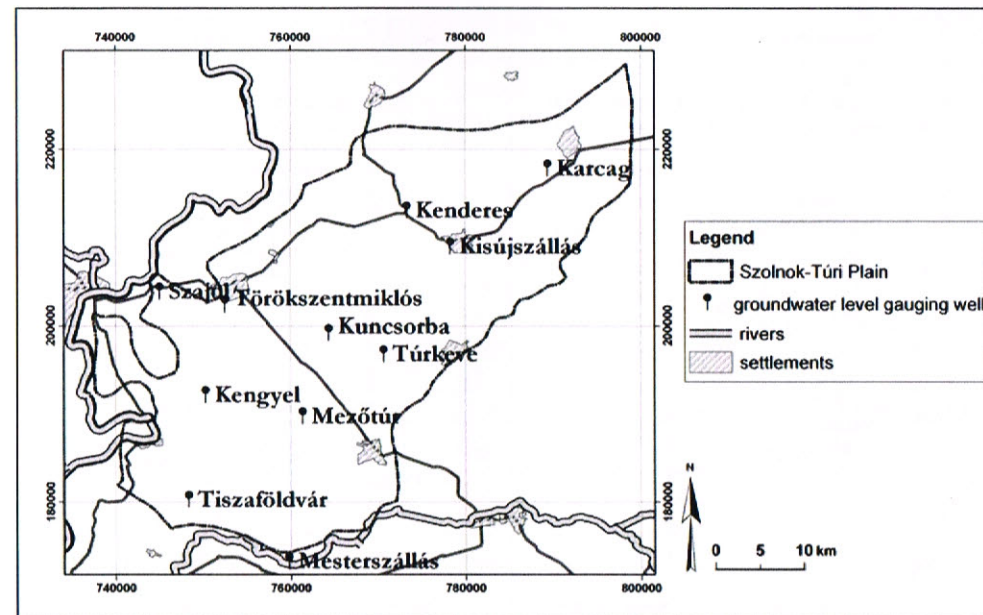 740000 760000 780000 800000
220000 220000
Karcag
Kenderes
Kisújszállás
Szajol Törökszentmiklós
200000 200000
Kuncsorba
Túrkeve
Kengyel
Mezőtúr
180000 180000
Tiszaföldvár
Mesterszállás
740000 760000 780000 800000
Legend
Szolnok-Túri Plain
groundwater level gauging well
rivers
settlements
N
0 5 10 km